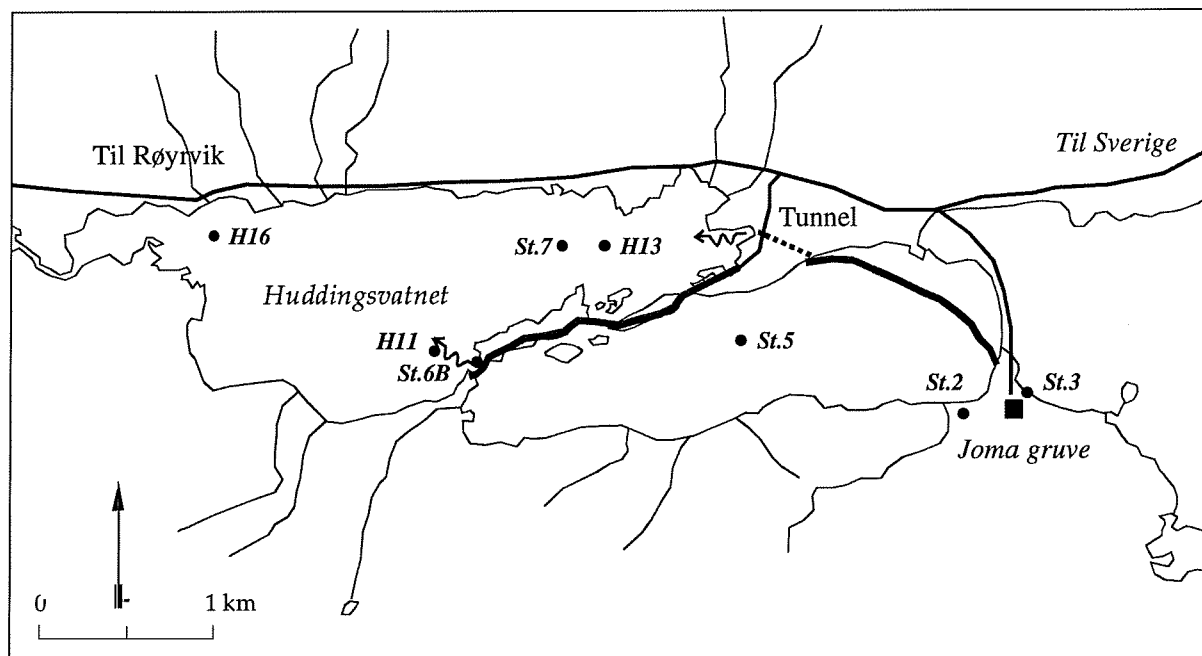 Til Røyrvik
Til Sverige
Tunnel
H16
St.7
H13
Huddingsvatnet
H11
St.6B
St.5
St.2
St.3
Joma gruve
0
1 km